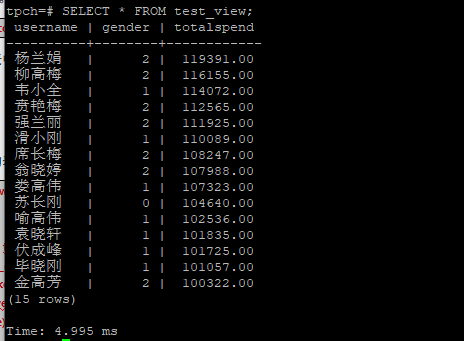 tpch=# SELECT * FROM test_view;
 username | gender | totalspend
----------+--------+------------
 杨兰娟 | 2 | 119391.00
 柳高梅 | 2 | 116155.00
 韦小全 | 1 | 114072.00
 贲艳梅 | 2 | 112565.00
 强兰丽 | 2 | 111925.00
 滑小刚 | 1 | 110089.00
 席长梅 | 2 | 108247.00
 翁晓婷 | 2 | 107988.00
 娄高伟 | 1 | 107323.00
 苏长刚 | 0 | 104640.00
 喻高伟 | 1 | 102536.00
 袁晓轩 | 1 | 101835.00
 伏成峰 | 1 | 101725.00
 毕晓刚 | 1 | 101057.00
 金高芳 | 2 | 100322.00
(15 rows)
Time: 4.995 ms